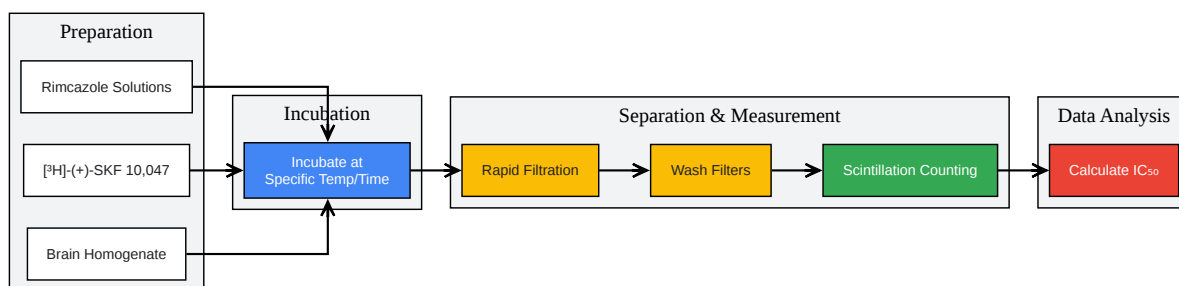 Preparation
Rimcazole Solutions
[³H]-(+)-SKF 10,047
Brain Homogenate
Incubation
Incubate at
Specific Temp/Time
Separation & Measurement
Rapid Filtration
Wash Filters
Scintillation Counting
Data Analysis
Calculate IC₅₀